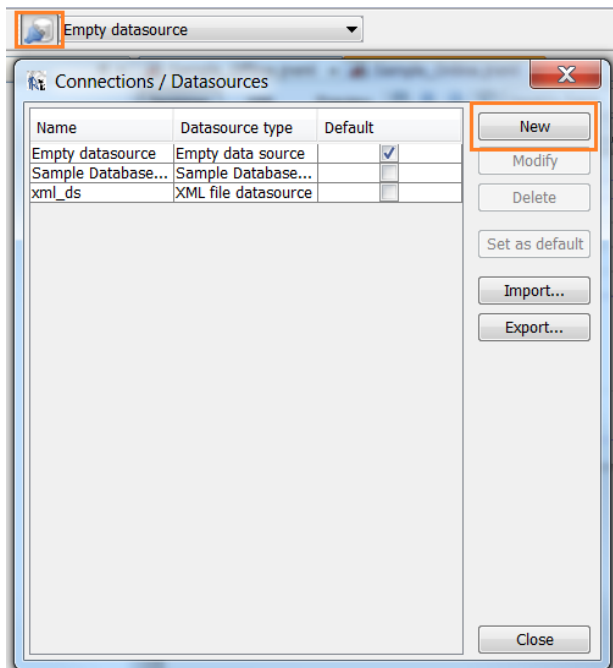 Empty datasource
Connections / Datasources
Name Datasource type Default
Empty datasource Empty data source
Sample Database... Sample Database...
xml_ds XML file datasource
New
Modify
Delete
Set as default
Import...
Export...
Close